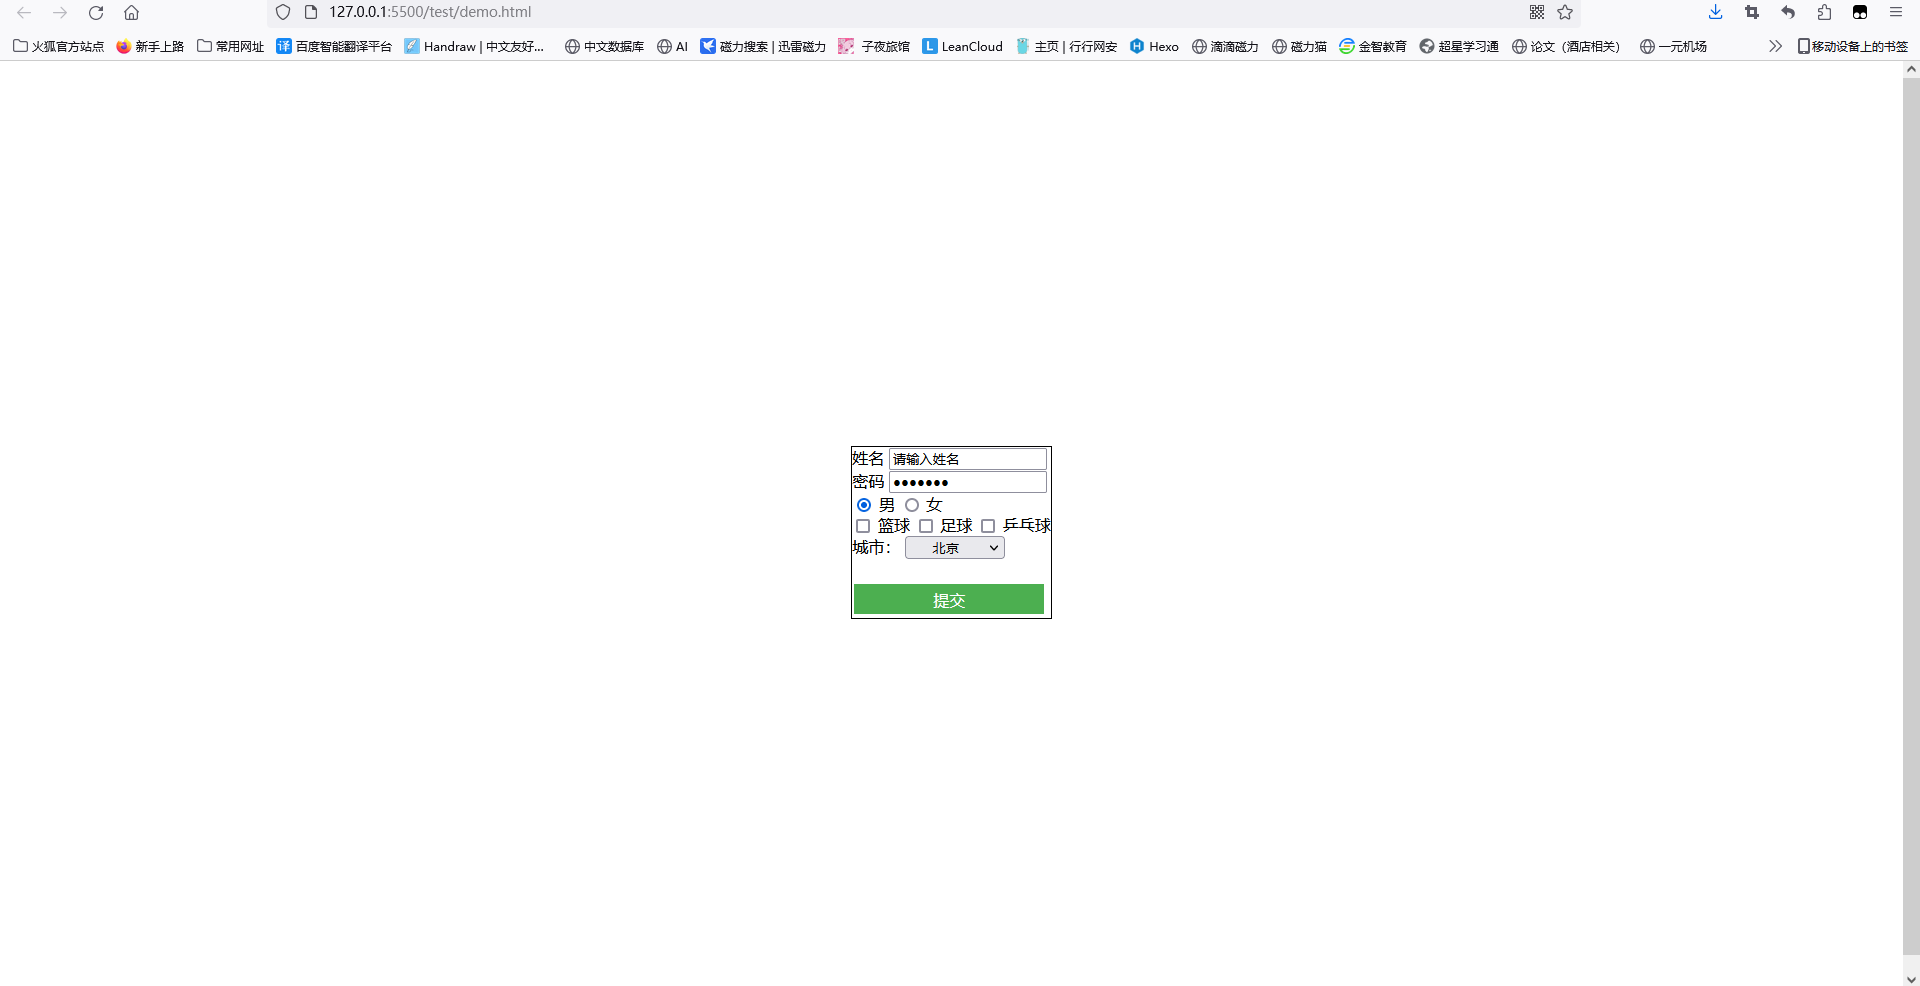 127.0.0.1:5500/test/demo.html
火狐官方站点 新手上路 常用网址 译 百度智能翻译平台 Handraw | 中文友好... 中文数据库 AI 磁力搜索 | 迅雷磁力 子夜旅馆 L LeanCloud 主页 | 行行网安 H Hexo 滴滴磁力 磁力猫 金智教育 超星学习通 论文（酒店相关） 一元机场 移动设备上的书签
姓名 请输入姓名
密码 •••••••
男 女
篮球 足球 乒乓球
城市： 北京
提交